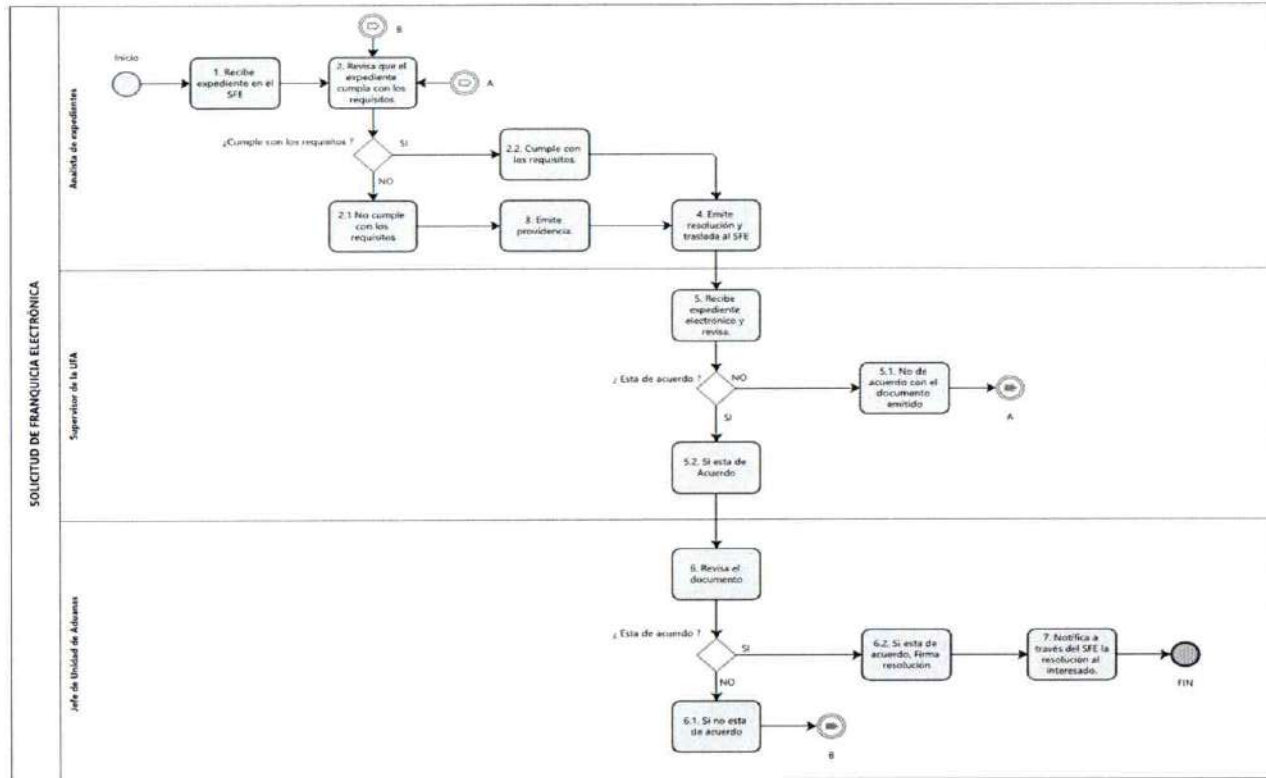 SOLICITUD DE FRANQUICIA ELECTRÓNICA
Analista de expedientes
B
Inicio
1. Recibe
expediente en el
SFE
2. Revisa que el
expediente
cumpla con los
requisitos
A
¿Cumple con los requisitos ?
SI
2.2. Cumple con
los requisitos.
NO
2.1 No cumple
con los
requisitos
3. Emite
providencia.
4. Emite
resolución y
traslada al SFE
Supervisor de la UFA
5. Recibe
expediente
electrónico y
revisa.
¿ Esta de acuerdo ?
NO
5.1. No de
acuerdo con el
documento
emitido
A
SI
5.2. Si esta de
Acuerdo
Jefe de Unidad de Aduanas
6. Revisa el
documento
¿ Esta de acuerdo ?
SI
6.2. Si esta de
acuerdo, Firma
resolución
7. Notifica a
través del SFE la
resolución al
interesado.
FIN
NO
6.1. Si no esta
de acuerdo
B